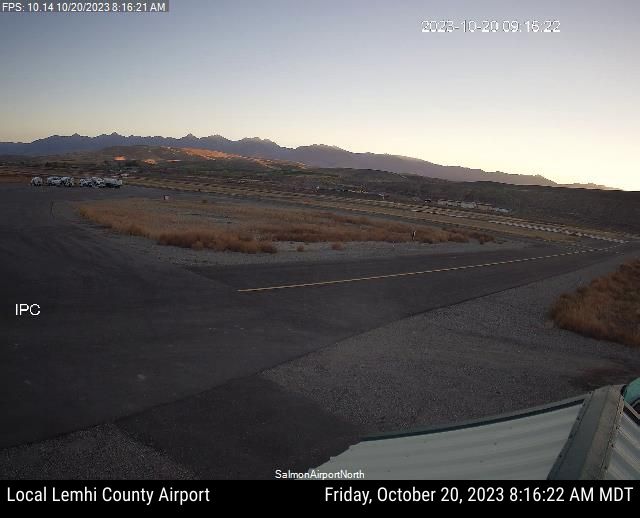 FPS: 10.14 10/20/2023 8:16:21 AM
2023-10-20 09:16:22
IPC
SalmonAirportNorth
Local Lemhi County Airport
Friday, October 20, 2023 8:16:22 AM MDT